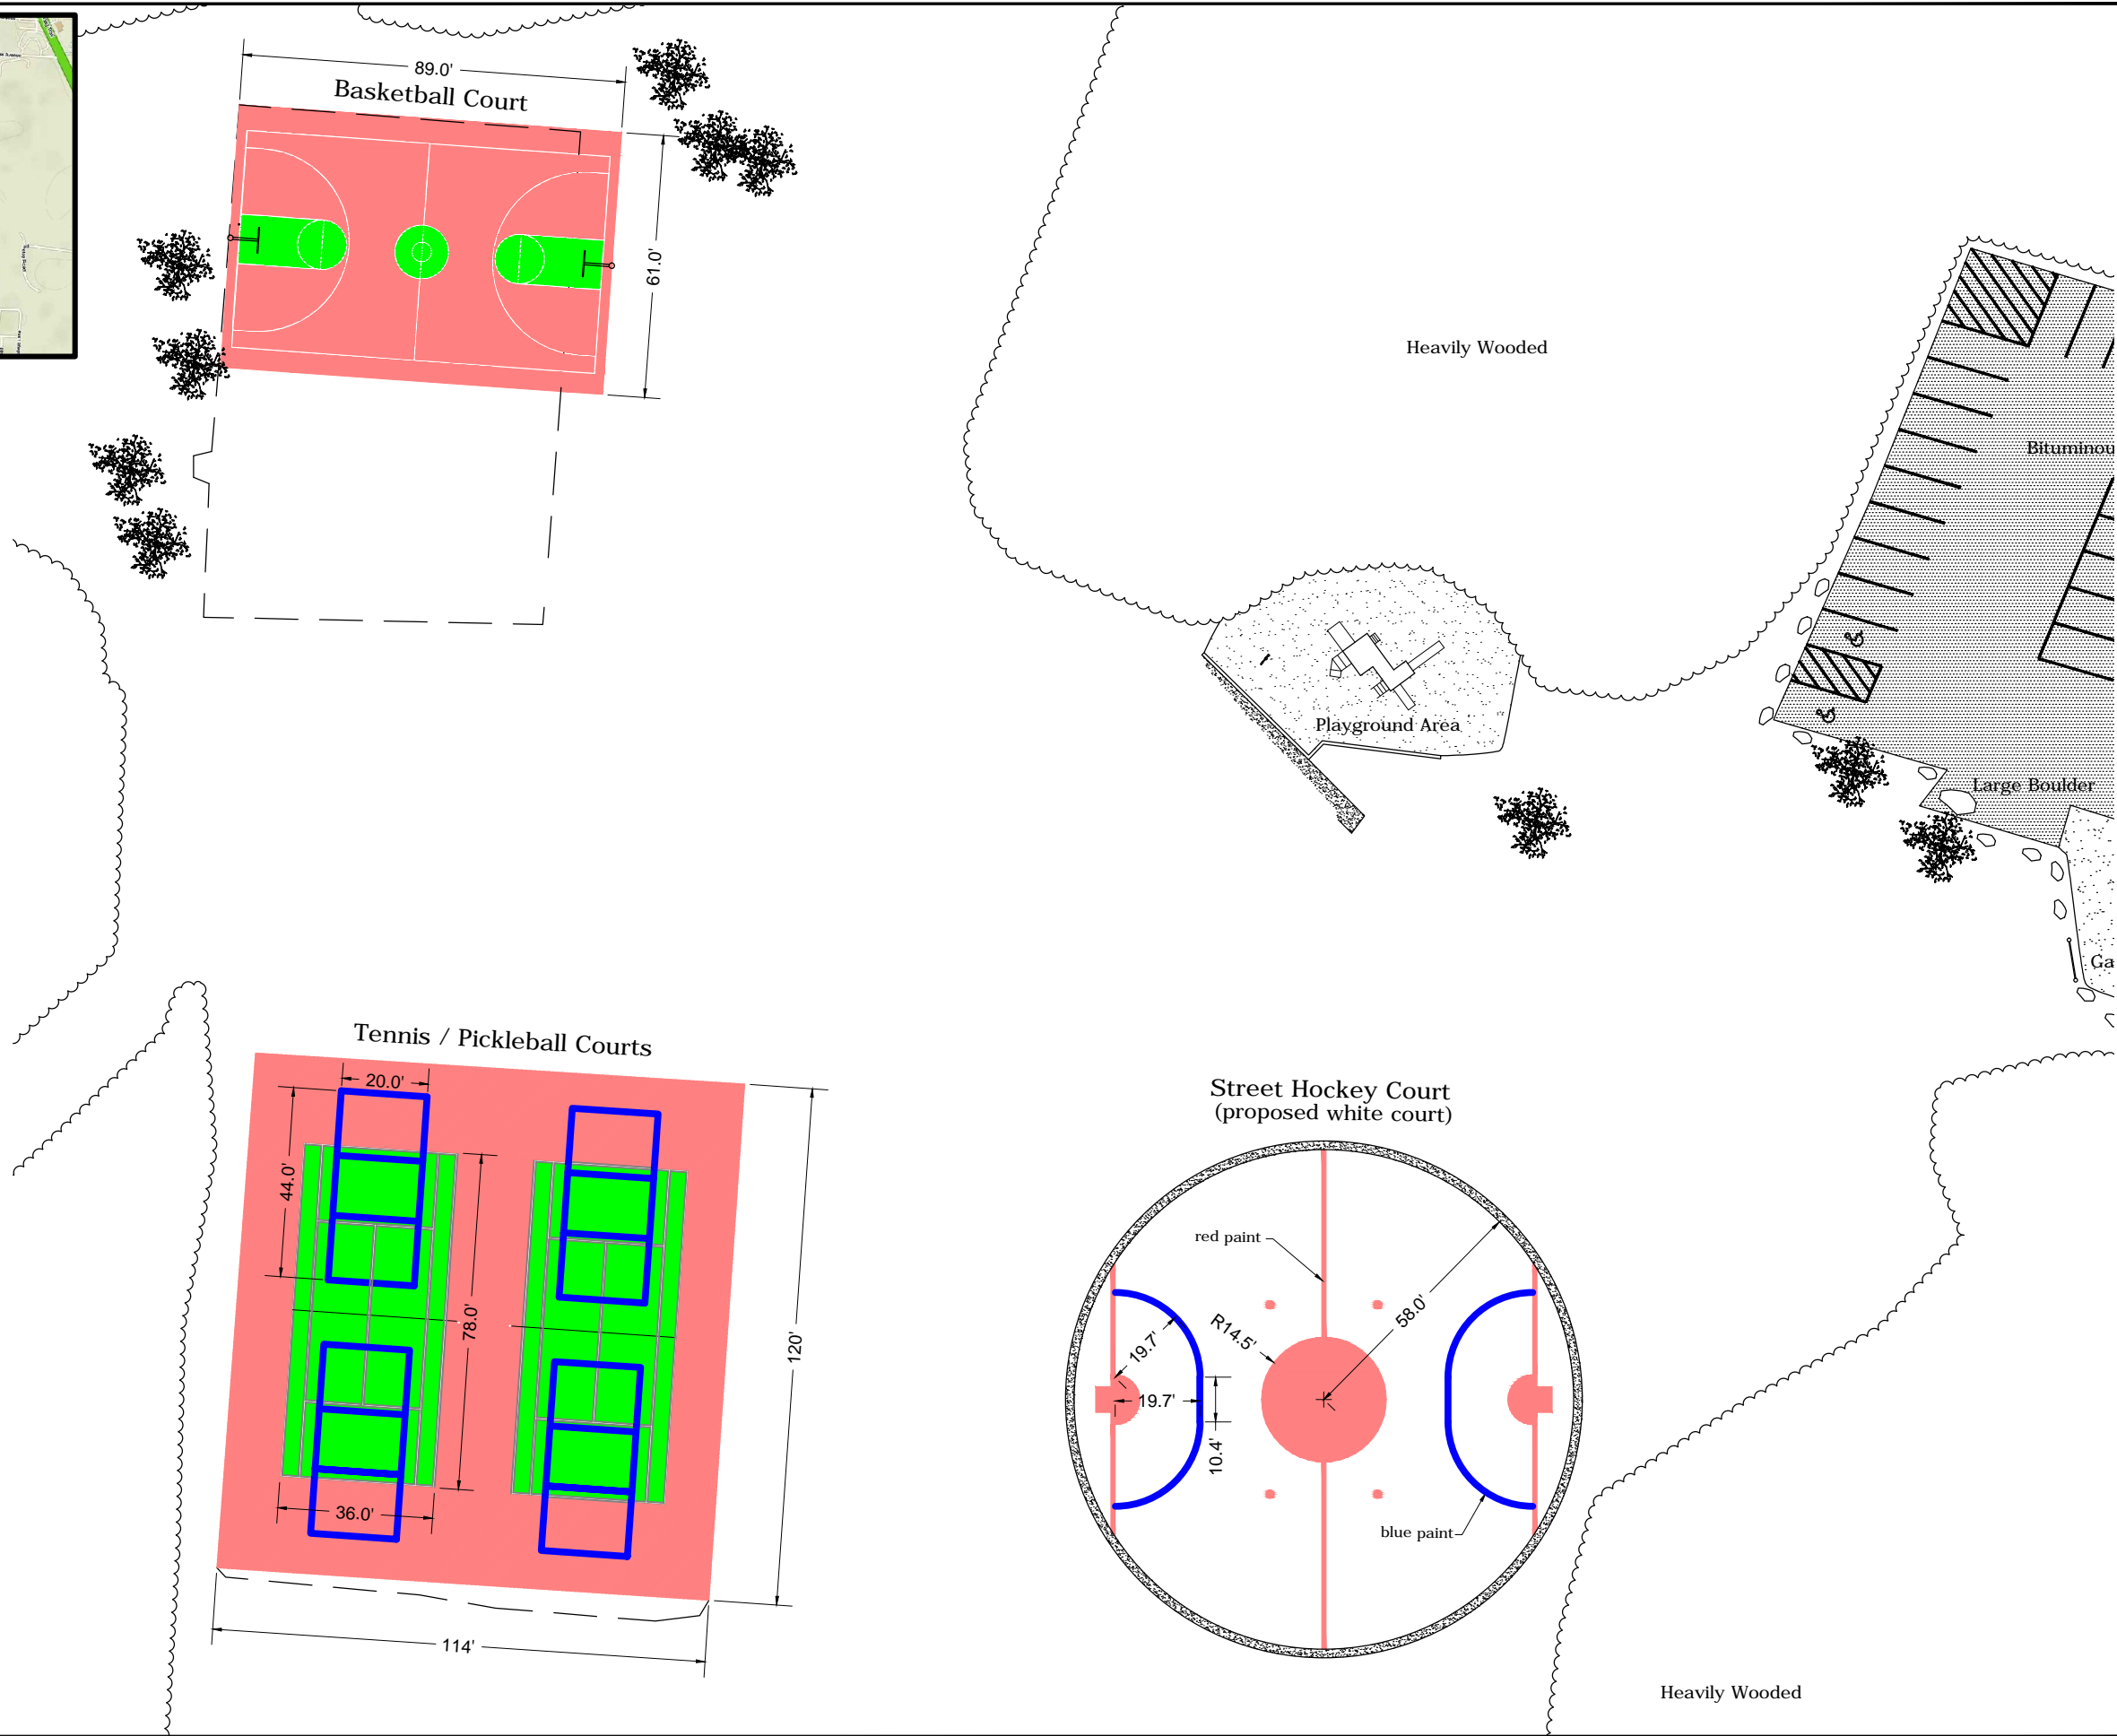 89.0'
Basketball Court
61.0'
Heavily Wooded
Bituminou
Playground Area
Large Boulder
Ga
Tennis / Pickleball Courts
20.0'
44.0'
78.0'
120'
36.0'
114'
Street Hockey Court
(proposed white court)
red paint
58.0'
R14.5'
19.7'
19.7'
10.4'
blue paint
Heavily Wooded